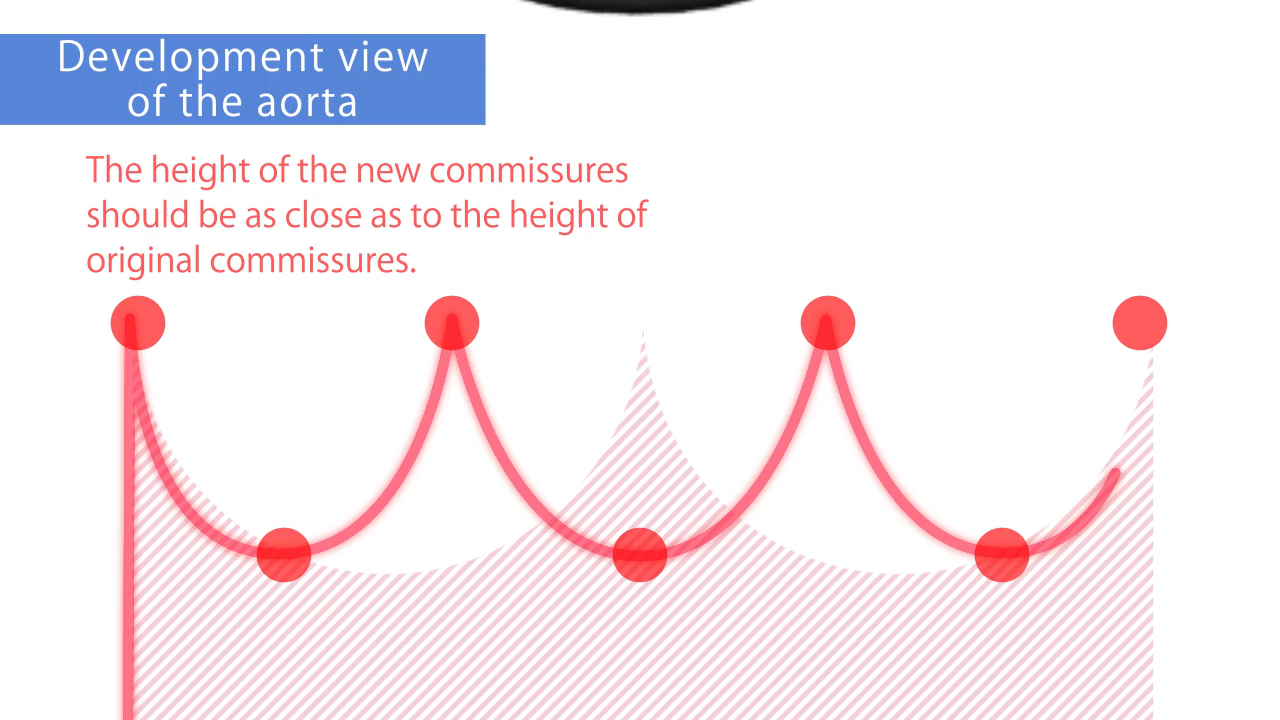 Development view
of the aorta
The height of the new commissures
should be as close as to the height of
original commissures.